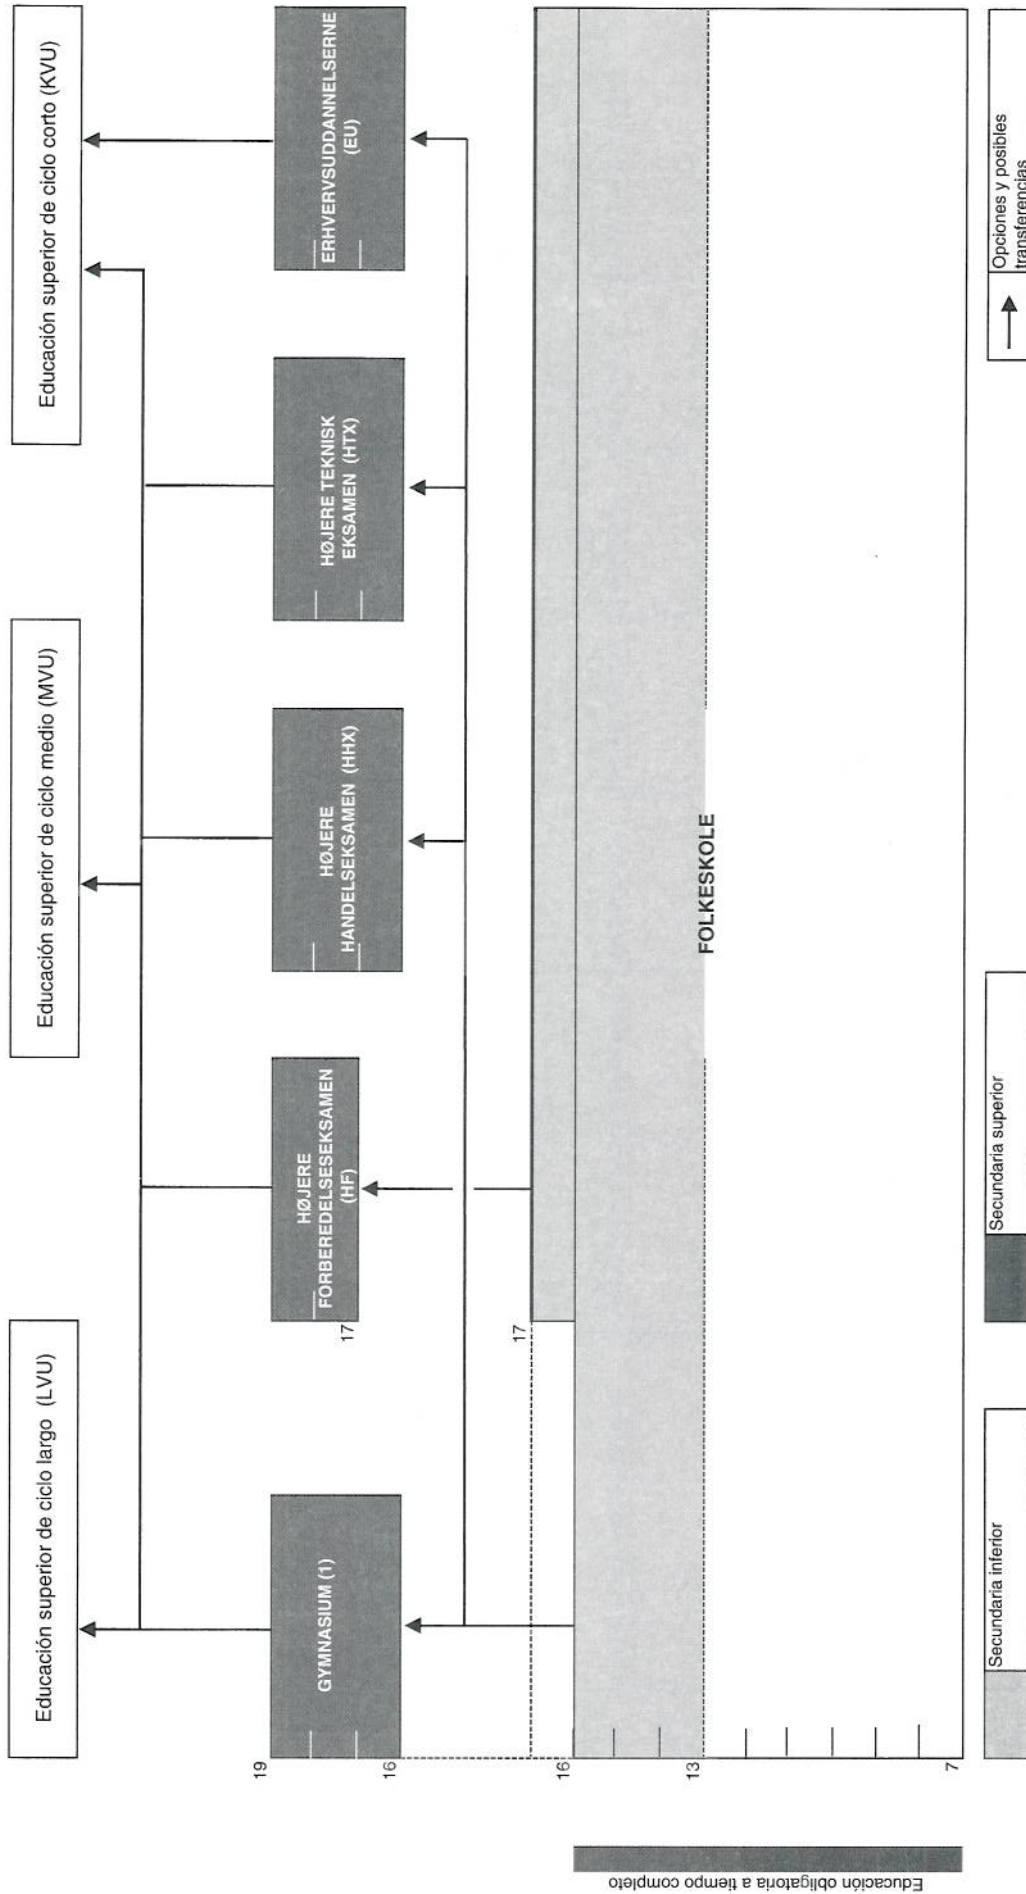 Educación superior de ciclo largo (LVU)
Educación superior de ciclo medio (MVU)
Educación superior de ciclo corto (KVU)
19
GYMNASIUM (1)
HØJERE
FORBEREDELSESEKSAMEN
(HF)
HØJERE
HANDELSEKSAMEN (HHX)
HØJERE TEKNISK
EKSAMEN (HTX)
ERHVERVSUDDANNELSERNE
(EU)
17
16
17
16
13
FOLKESKOLE
7
Educación obligatoria a tiempo completo
Secundaria inferior
Secundaria superior
Opciones y posibles
transferencias